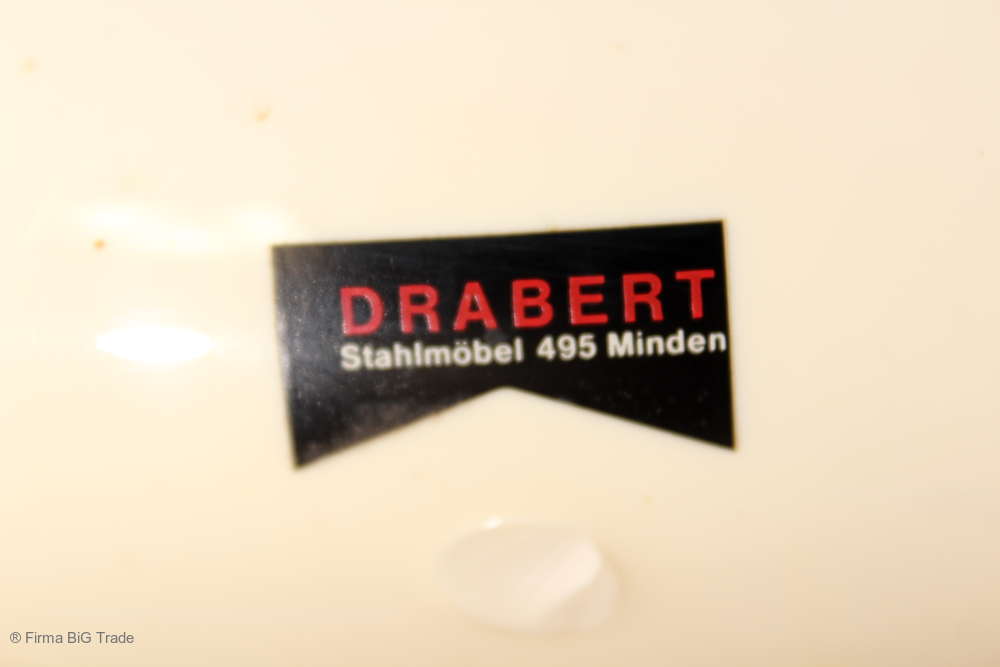 DRABERT
Stahlmöbel 495 Minden
® Firma BiG Trade